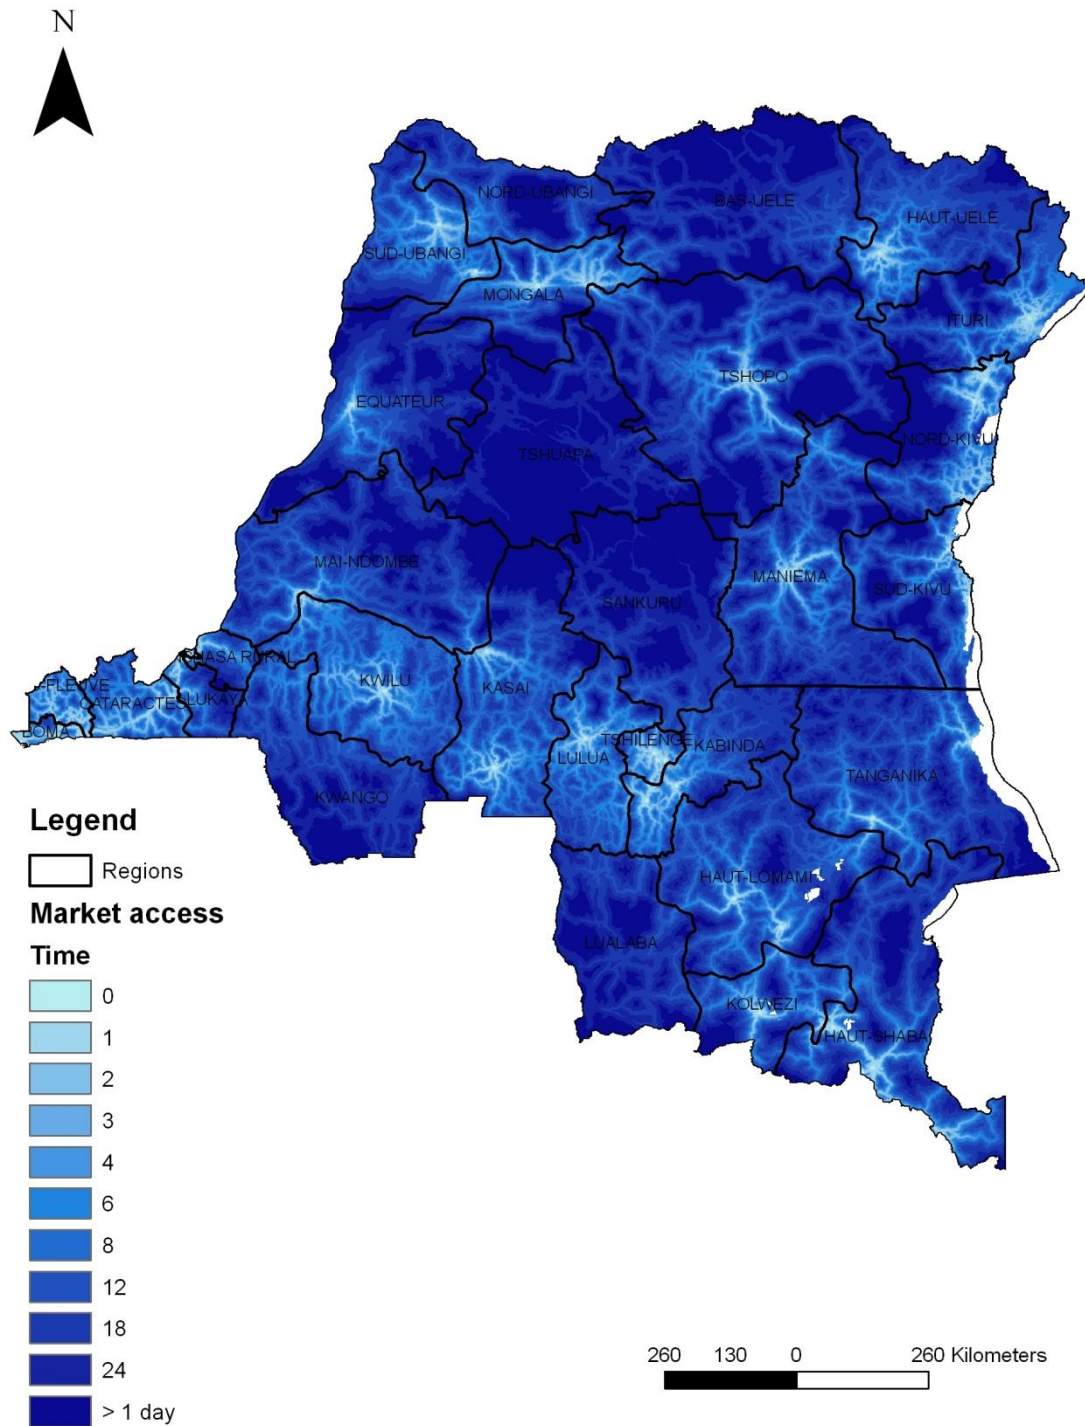 N
NORD-UBANGI
BAS-UELE
HAUT-UELE
SUD-UBANGI
MONGALA
ITURI
TSHOPO
EQUATEUR
NORD-KIVU
TSHUAPA
MAI-NDOMBE
MANIEMA
SUD-KIVU
SANKURU
RURAL
KWILU
KASAI
FLEUVE
CATARACTES
LUKAYA
BOMA
TSHILENGE
LULUA
KABINDA
TANGANIKA
KWANGO
HAUT-LOMAMI
LUALABA
KOLWEZI
HAUT-SHABA
Legend
Regions
Market access
Time
0
1
2
3
4
6
8
12
18
24
> 1 day
260 130 0 260 Kilometers